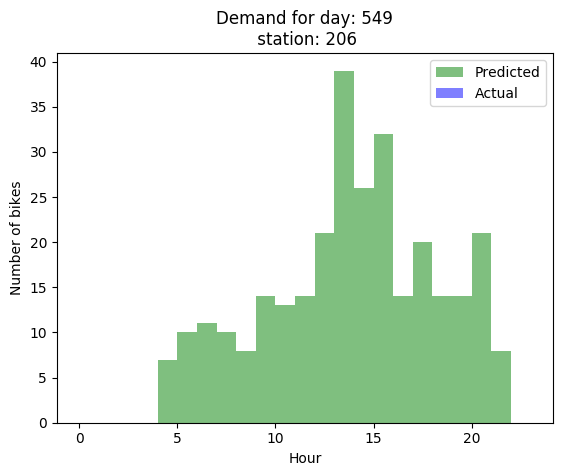 Demand for day: 549
station: 206
Predicted
Actual
Number of bikes
40
35
30
25
20
15
10
5
0
0 5 10 15 20
Hour